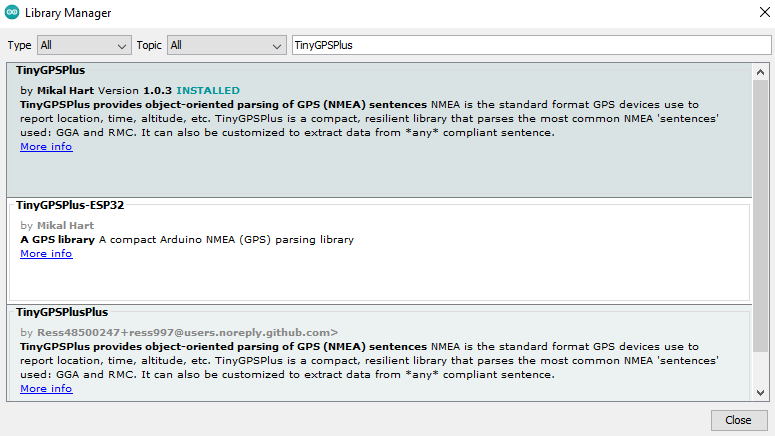 Library Manager
Type All Topic All TinyGPSPlus
TinyGPSPlus
by Mikal Hart Version 1.0.3 INSTALLED
TinyGPSPlus provides object-oriented parsing of GPS (NMEA) sentences NMEA is the standard format GPS devices use to
report location, time, altitude, etc. TinyGPSPlus is a compact, resilient library that parses the most common NMEA 'sentences'
used: GGA and RMC. It can also be customized to extract data from *any* compliant sentence.
More info
TinyGPSPlus-ESP32
by Mikal Hart
A GPS library A compact Arduino NMEA (GPS) parsing library
More info
TinyGPSPlusPlus
by Ress48500247+ress997@users.noreply.github.com>
TinyGPSPlus provides object-oriented parsing of GPS (NMEA) sentences NMEA is the standard format GPS devices use to
report location, time, altitude, etc. TinyGPSPlus is a compact, resilient library that parses the most common NMEA 'sentences'
used: GGA and RMC. It can also be customized to extract data from *any* compliant sentence.
More info
Close